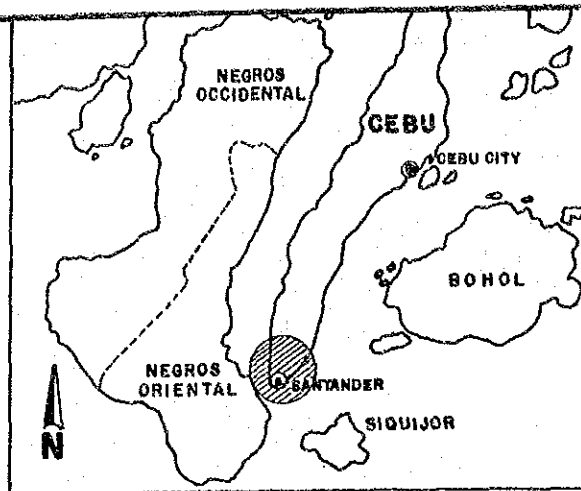 NEGROS
OCCIDENTAL
CEBU
CEBU CITY
BOHOL
NEGROS
ORIENTAL
SANTANDER
SIQUIJOR
N